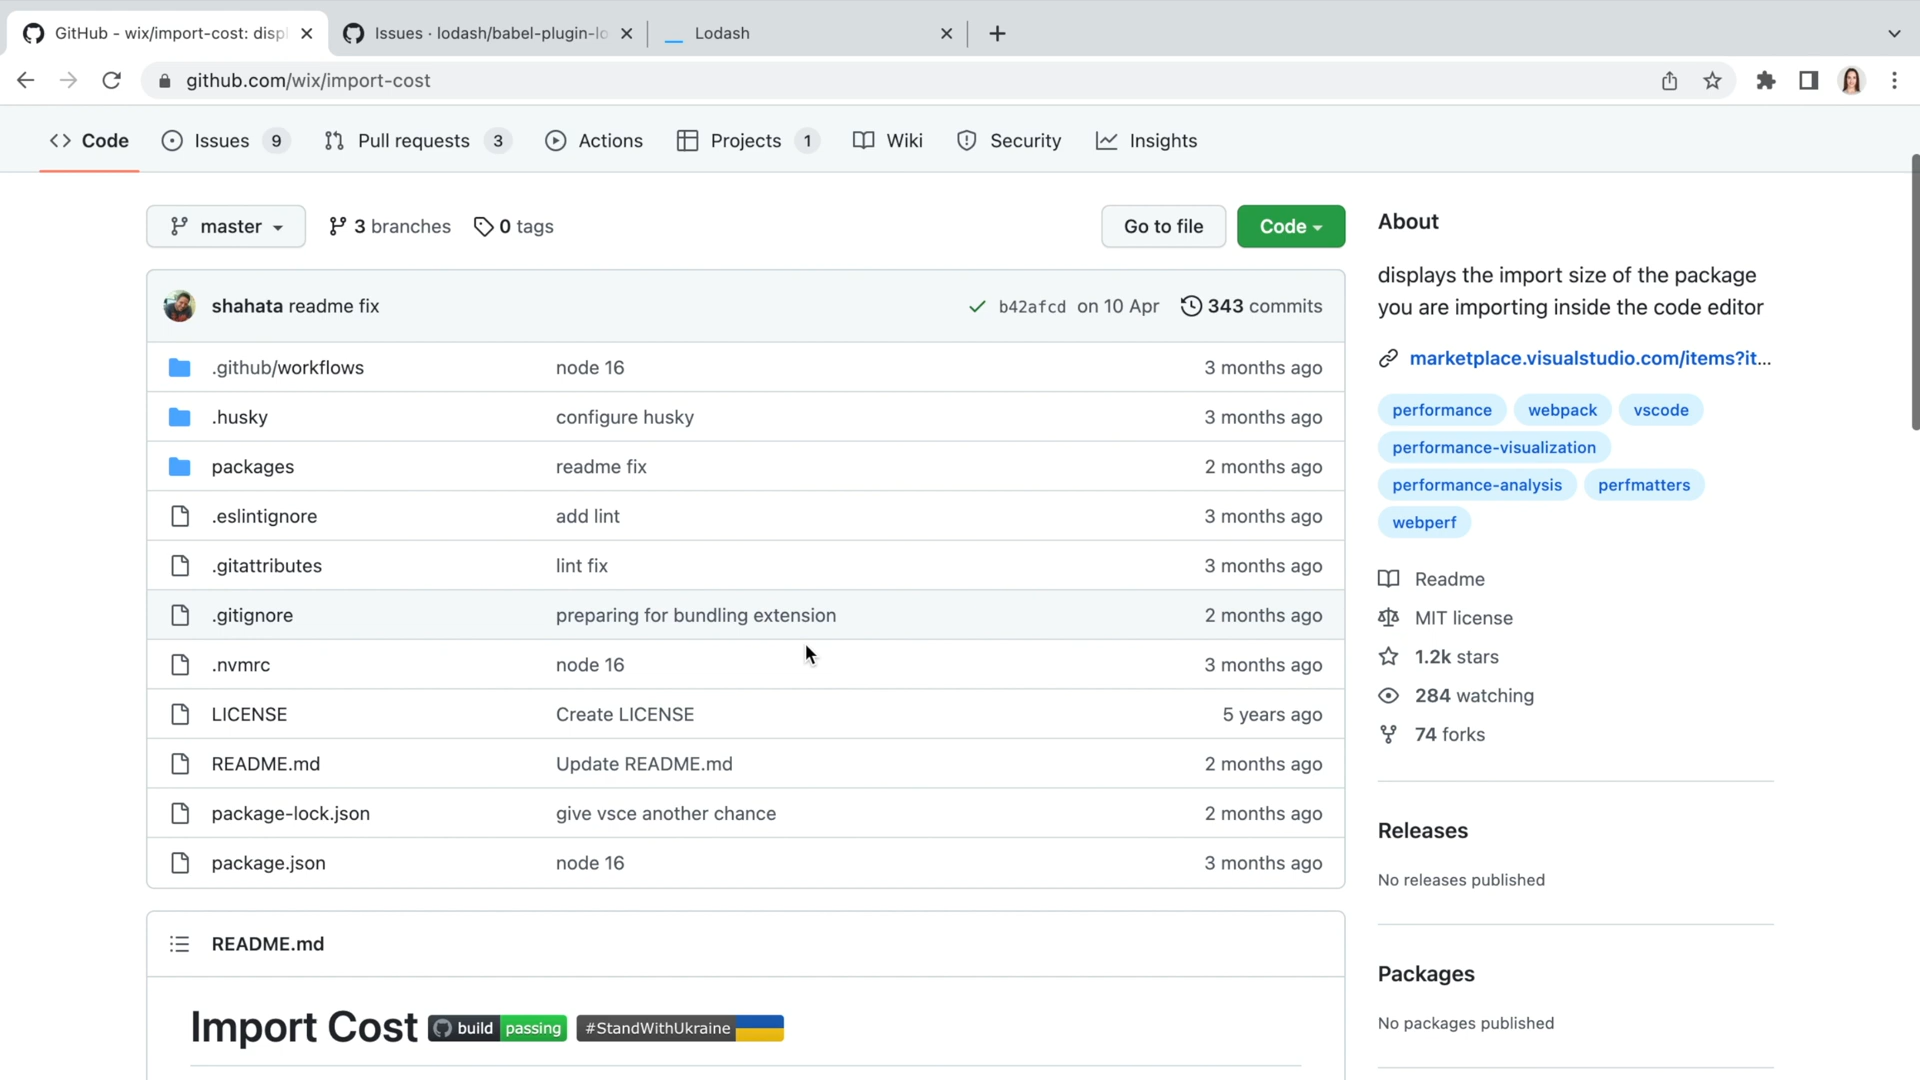 GitHub - wix/import-cost: disp
Issues · lodash/babel-plugin-lo
Lodash
github.com/wix/import-cost
<> Code
Issues 9
Pull requests 3
Actions
Projects 1
Wiki
Security
Insights
master
3 branches
0 tags
Go to file
Code
shahata readme fix
b42afcd on 10 Apr
343 commits
.github/workflows node 16 3 months ago
.husky configure husky 3 months ago
packages readme fix 2 months ago
.eslintignore add lint 3 months ago
.gitattributes lint fix 3 months ago
.gitignore preparing for bundling extension 2 months ago
.nvmrc node 16 3 months ago
LICENSE Create LICENSE 5 years ago
README.md Update README.md 2 months ago
package-lock.json give vsce another chance 2 months ago
package.json node 16 3 months ago
README.md
Import Cost build passing #StandWithUkraine
About
displays the import size of the package
you are importing inside the code editor
marketplace.visualstudio.com/items?it...
performance webpack vscode
performance-visualization
performance-analysis perfmatters
webperf
Readme
MIT license
1.2k stars
284 watching
74 forks
Releases
No releases published
Packages
No packages published